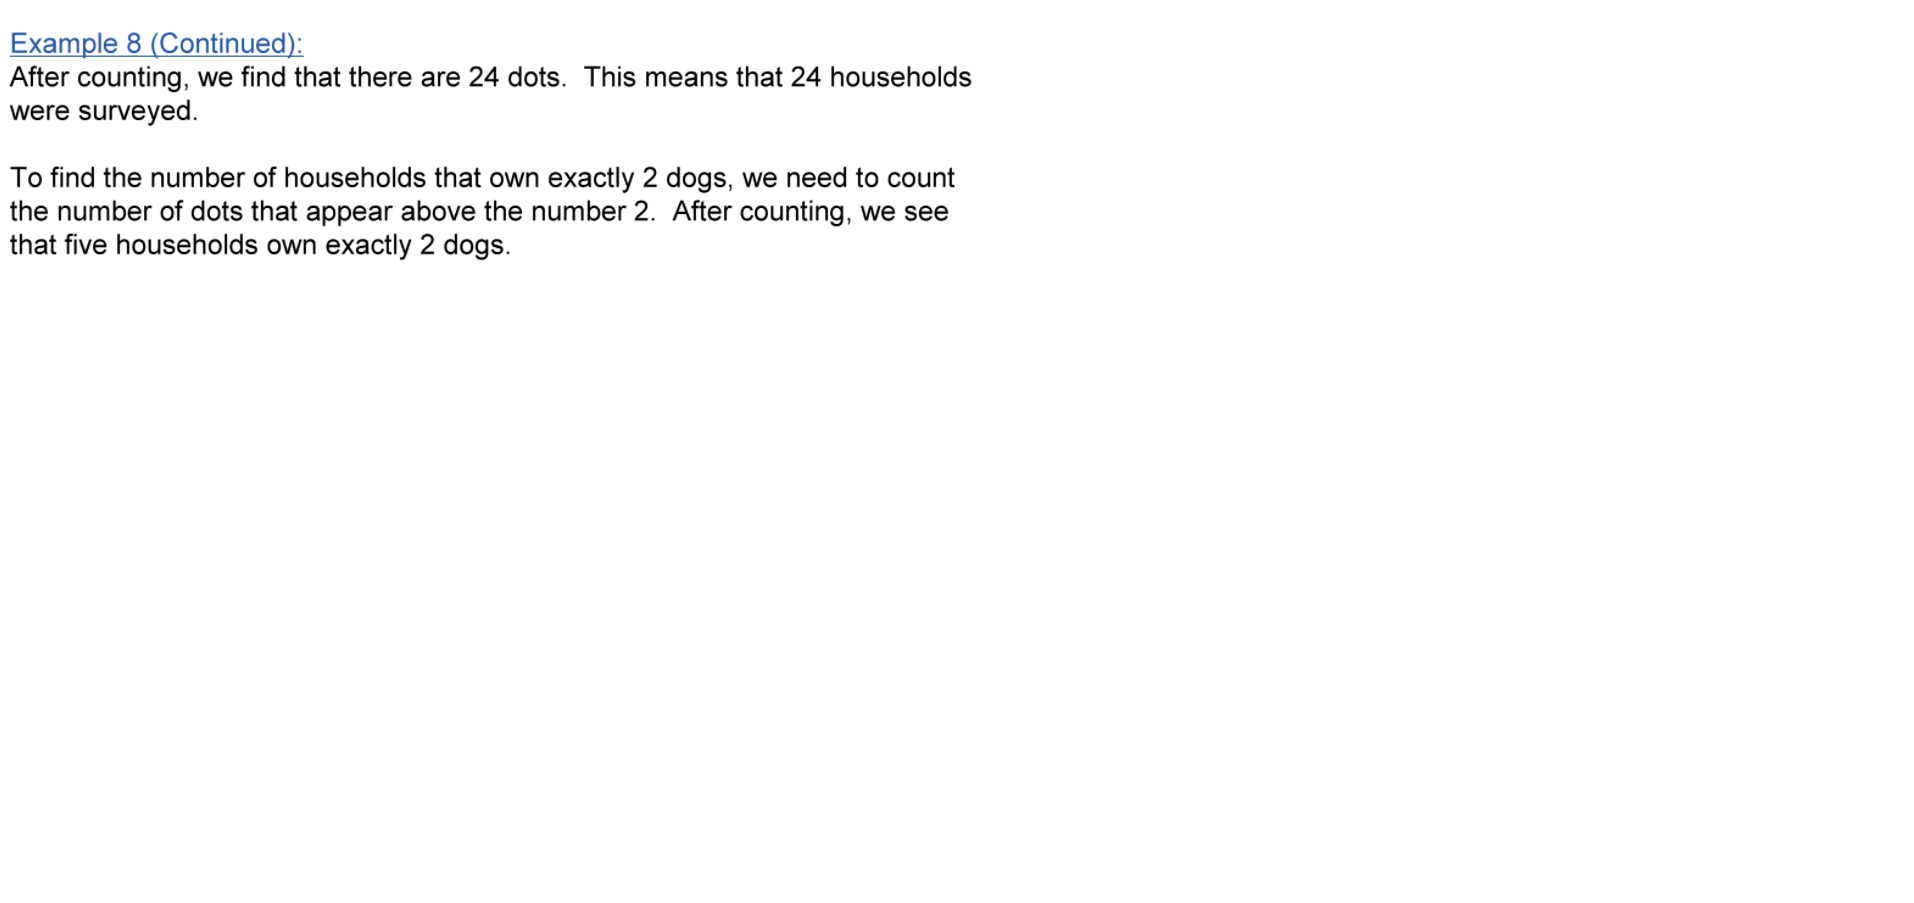 Example 8 (Continued):
After counting, we find that there are 24 dots.  This means that 24 households
were surveyed.
To find the number of households that own exactly 2 dogs, we need to count
the number of dots that appear above the number 2.  After counting, we see
that five households own exactly 2 dogs.